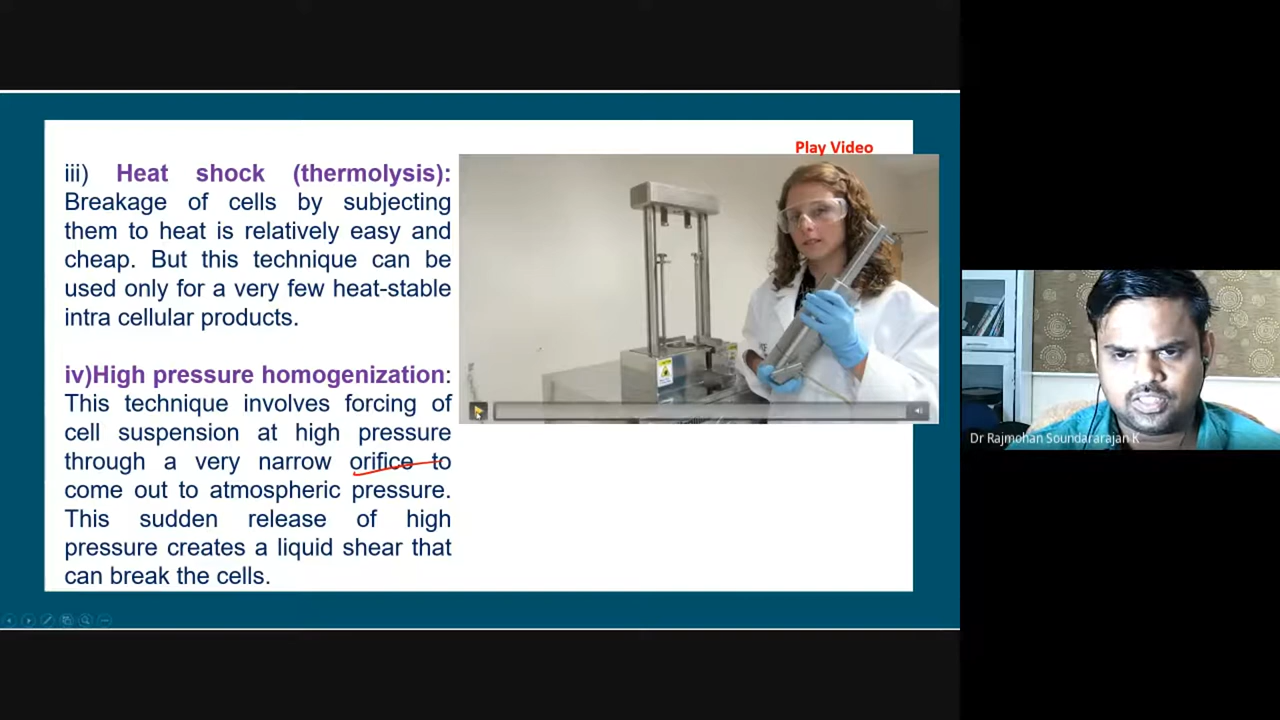 Play Video
iii) Heat shock (thermolysis):
Breakage of cells by subjecting
them to heat is relatively easy and
cheap. But this technique can be
used only for a very few heat-stable
intra cellular products.
iv)High pressure homogenization:
This technique involves forcing of
cell suspension at high pressure
through a very narrow orifice to
come out to atmospheric pressure.
This sudden release of high
pressure creates a liquid shear that
can break the cells.
Dr Rajmohan Soundararajan K